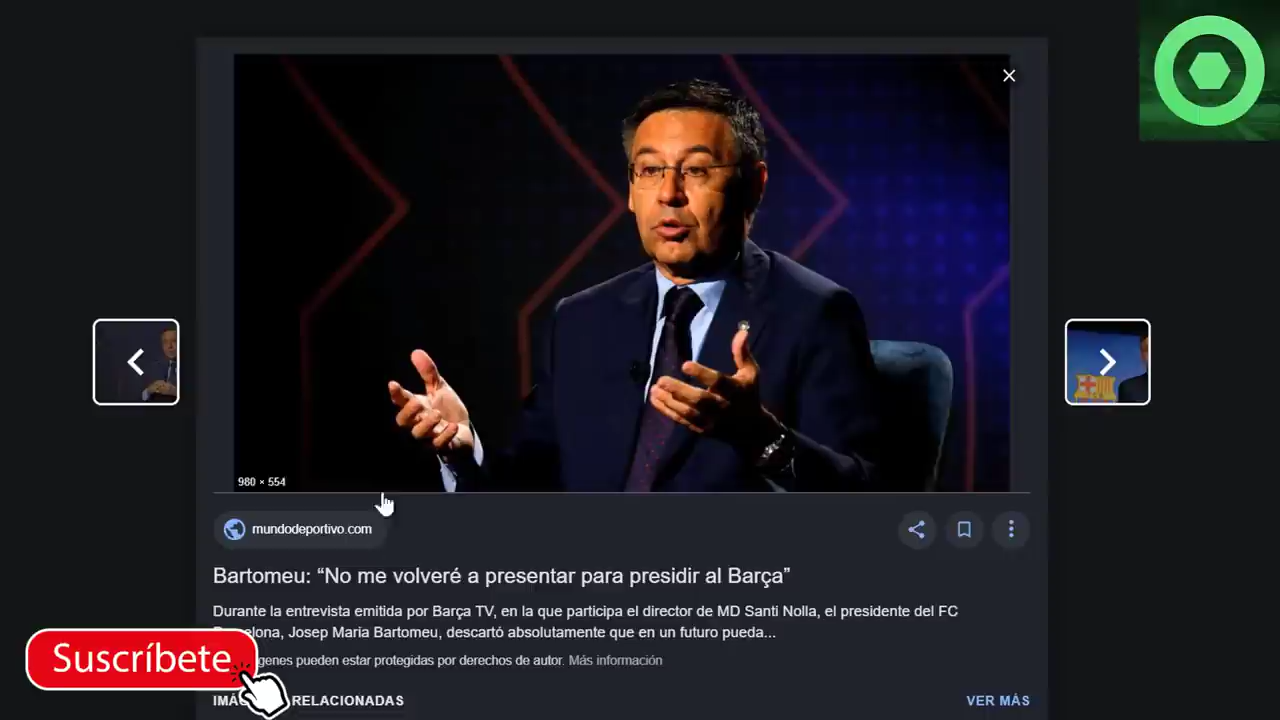 980 × 554
mundodeportivo.com
Bartomeu: “No me volveré a presentar para presidir al Barça”
Durante la entrevista emitida por Barça TV, en la que participa el director de MD Santi Nolla, el presidente del FC
Josep Maria Bartomeu, descartó absolutamente que en un futuro pueda...
Suscríbete
pueden estar protegidas por derechos de autor. Más información
RELACIONADAS
VER MÁS